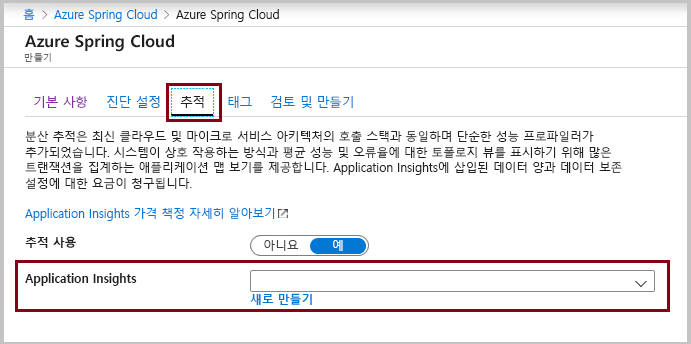 홈 > Azure Spring Cloud > Azure Spring Cloud
Azure Spring Cloud
만들기
기본 사항 진단 설정 추적 태그 검토 및 만들기
분산 추적은 최신 클라우드 및 마이크로 서비스 아키텍처의 호출 스택과 동일하며 단순한 성능 프로파일러가
추가되었습니다. 시스템이 상호 작용하는 방식과 평균 성능 및 오류율에 대한 토폴로지 뷰를 표시하기 위해 많은
트랜잭션을 집계하는 애플리케이션 맵 보기를 제공합니다. Application Insights에 삽입된 데이터 양과 데이터 보존
설정에 대한 요금이 청구됩니다.
Application Insights 가격 책정 자세히 알아보기
추적 사용 아니요 예
Application Insights
새로 만들기